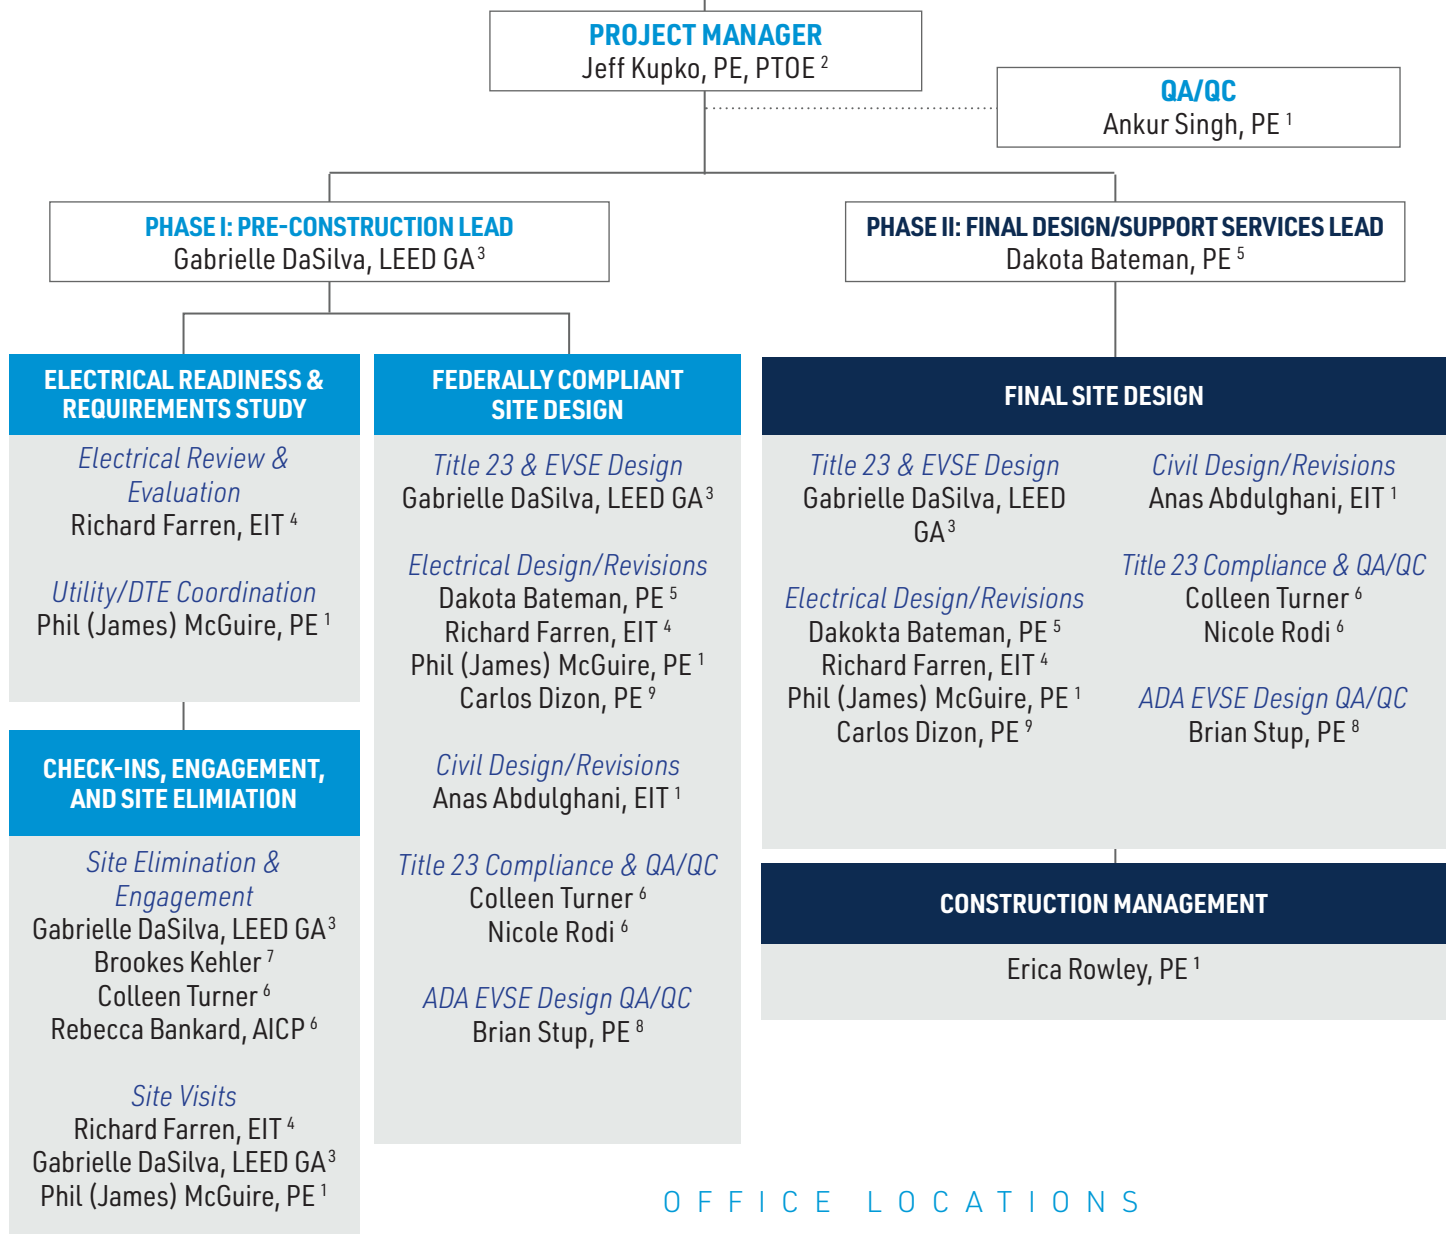 PROJECT MANAGER
Jeff Kupko, PE, PTOE 2
QA/QC
Ankur Singh, PE 1
PHASE I: PRE-CONSTRUCTION LEAD
Gabrielle DaSilva, LEED GA 3
PHASE II: FINAL DESIGN/SUPPORT SERVICES LEAD
Dakota Bateman, PE 5
ELECTRICAL READINESS &
REQUIREMENTS STUDY
Electrical Review &
Evaluation
Richard Farren, EIT 4
Utility/DTE Coordination
Phil (James) McGuire, PE 1
CHECK-INS, ENGAGEMENT,
AND SITE ELIMIATION
Site Elimination &
Engagement
Gabrielle DaSilva, LEED GA 3
Brookes Kehler 7
Colleen Turner 6
Rebecca Bankard, AICP 6
Site Visits
Richard Farren, EIT 4
Gabrielle DaSilva, LEED GA 3
Phil (James) McGuire, PE 1
FEDERALLY COMPLIANT
SITE DESIGN
Title 23 & EVSE Design
Gabrielle DaSilva, LEED GA 3
Electrical Design/Revisions
Dakota Bateman, PE 5
Richard Farren, EIT 4
Phil (James) McGuire, PE 1
Carlos Dizon, PE 9
Civil Design/Revisions
Anas Abdulghani, EIT 1
Title 23 Compliance & QA/QC
Colleen Turner 6
Nicole Rodi 6
ADA EVSE Design QA/QC
Brian Stup, PE 8
FINAL SITE DESIGN
Title 23 & EVSE Design
Gabrielle DaSilva, LEED
GA 3
Electrical Design/Revisions
Dakokta Bateman, PE 5
Richard Farren, EIT 4
Phil (James) McGuire, PE 1
Carlos Dizon, PE 9
Civil Design/Revisions
Anas Abdulghani, EIT 1
Title 23 Compliance & QA/QC
Colleen Turner 6
Nicole Rodi 6
ADA EVSE Design QA/QC
Brian Stup, PE 8
CONSTRUCTION MANAGEMENT
Erica Rowley, PE 1
OFFICE LOCATIONS